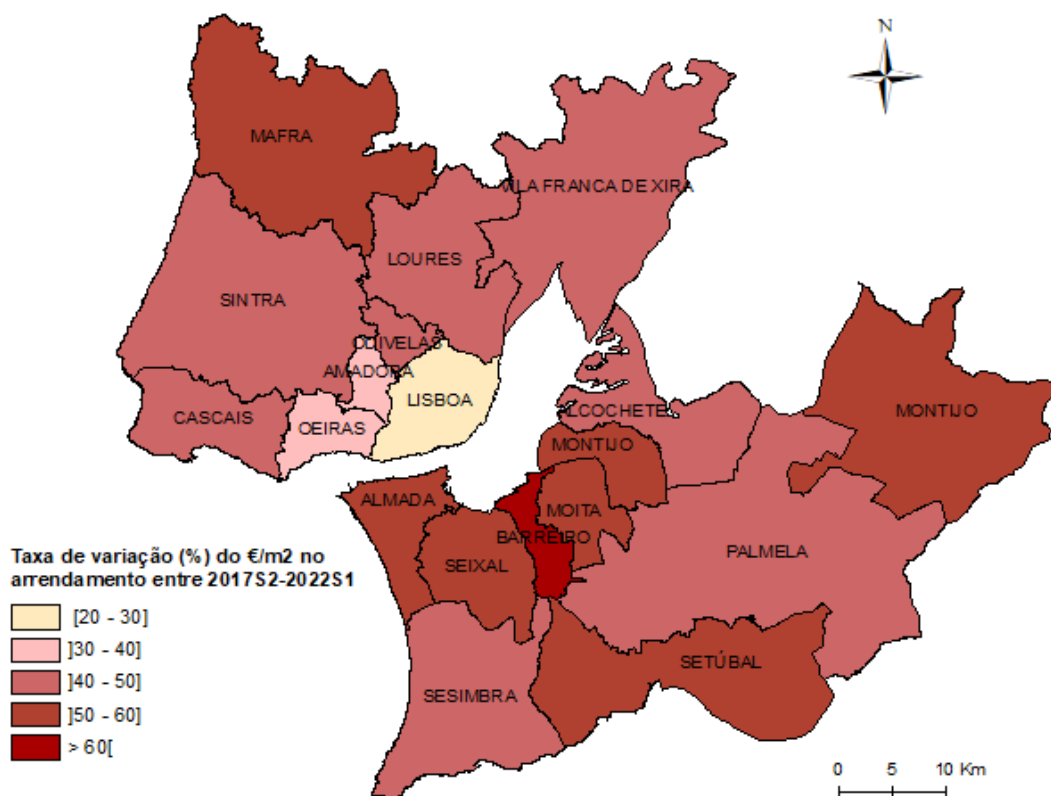 N
MAFRA
VILA FRANCA DE XIRA
LOURES
SINTRA
ODIVELAS
AMADORA
LISBOA
CASCAIS
OEIRAS
ALCOCHETE
MONTIJO
MONTIJO
ALMADA
MOITA
BARREIRO
SEIXAL
PALMELA
SETÚBAL
SESIMBRA
Taxa de variação (%) do €/m2 no
arrendamento entre 2017S2-2022S1
[20 - 30]
]30 - 40]
]40 - 50]
]50 - 60]
> 60[
0 5 10 Km